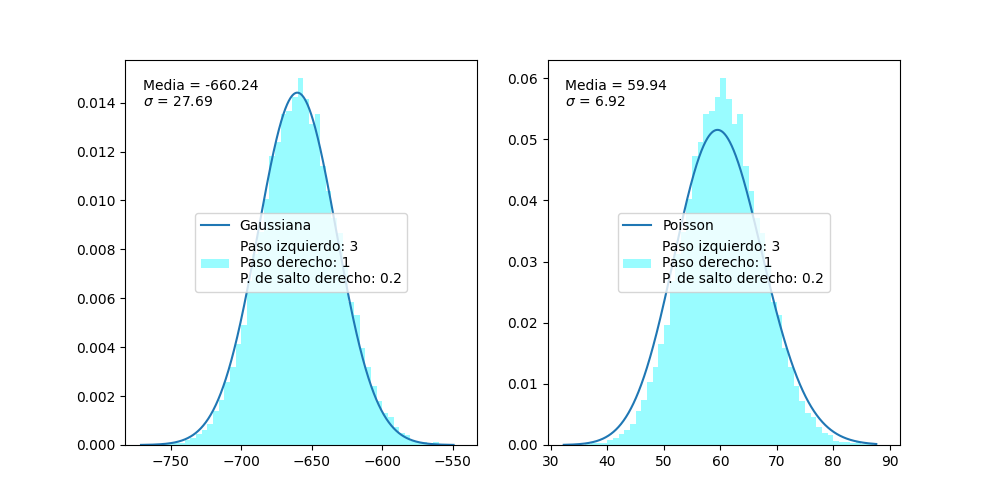 Media = -660.24
σ = 27.69
Gaussiana
Paso izquierdo: 3
Paso derecho: 1
P. de salto derecho: 0.2
0.014
0.012
0.010
0.008
0.006
0.004
0.002
0.000
−750
−700
−650
−600
−550
Media = 59.94
σ = 6.92
Poisson
Paso izquierdo: 3
Paso derecho: 1
P. de salto derecho: 0.2
0.06
0.05
0.04
0.03
0.02
0.01
0.00
30
40
50
60
70
80
90